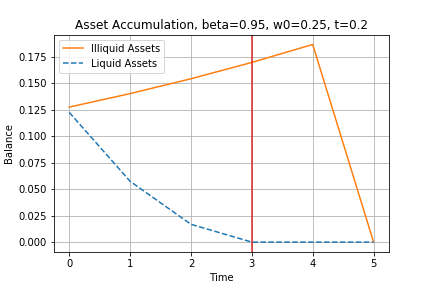 Asset Accumulation, beta=0.95, w0=0.25, t=0.2
Illiquid Assets
Liquid Assets
Balance
0.175
0.150
0.125
0.100
0.075
0.050
0.025
0.000
0 1 2 3 4 5
Time